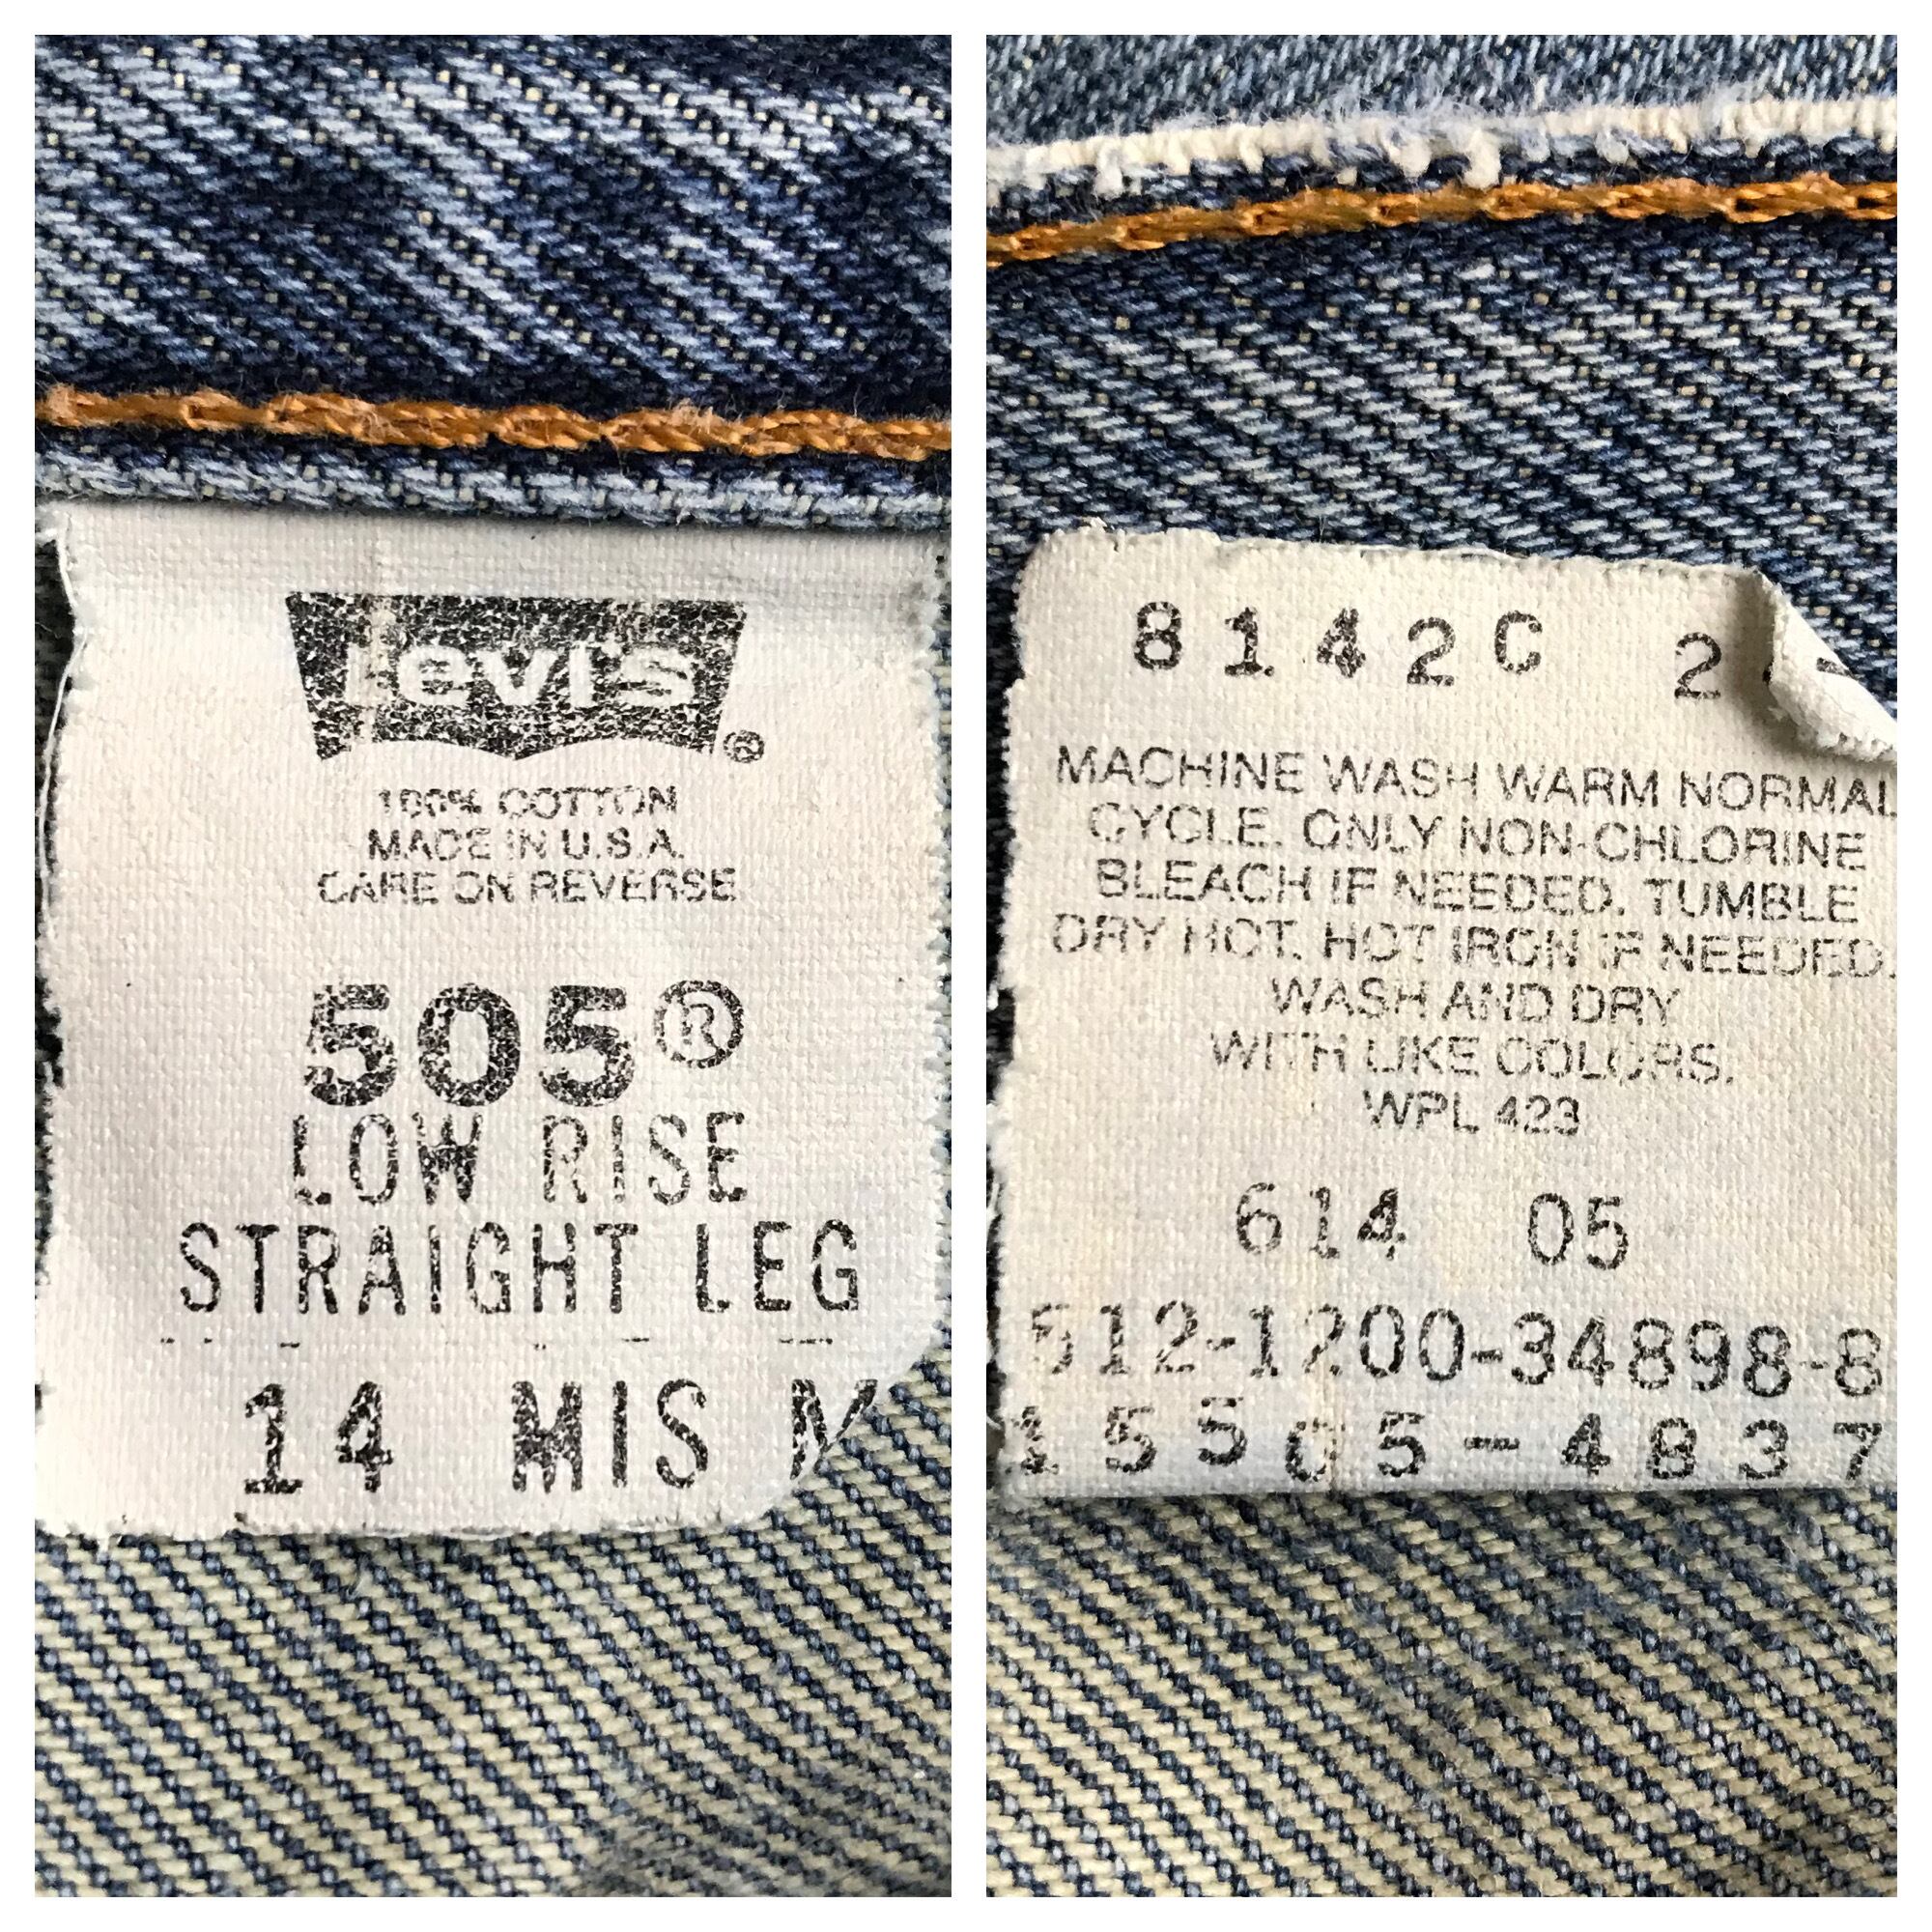 Levi's®
100% COTTON
MADE IN U.S.A.
CARE ON REVERSE
505®
LOW RISE
STRAIGHT LEG
14 MIS
8142C
MACHINE WASH WARM NORMAL
CYCLE. ONLY NON-CHLORINE
BLEACH IF NEEDED. TUMBLE
DRY HOT. HOT IRON IF NEEDED.
WASH AND DRY
WITH LIKE COLORS.
WPL 423
614 05
512-1200-34898-8
15505-4837